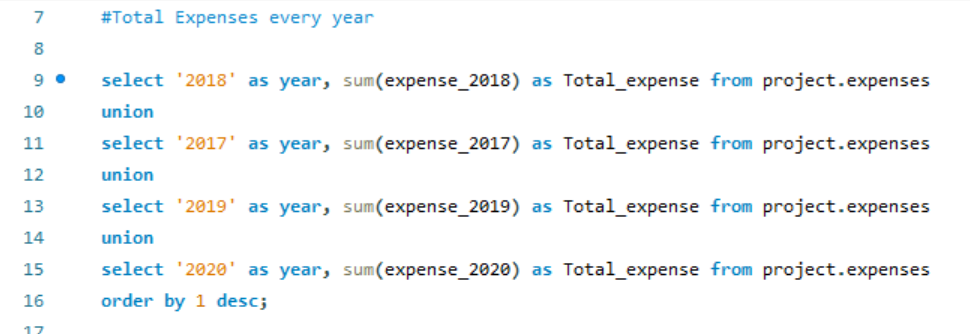 7 #Total Expenses every year
8
9 select '2018' as year, sum(expense_2018) as Total_expense from project.expenses
10 union
11 select '2017' as year, sum(expense_2017) as Total_expense from project.expenses
12 union
13 select '2019' as year, sum(expense_2019) as Total_expense from project.expenses
14 union
15 select '2020' as year, sum(expense_2020) as Total_expense from project.expenses
16 order by 1 desc;
17